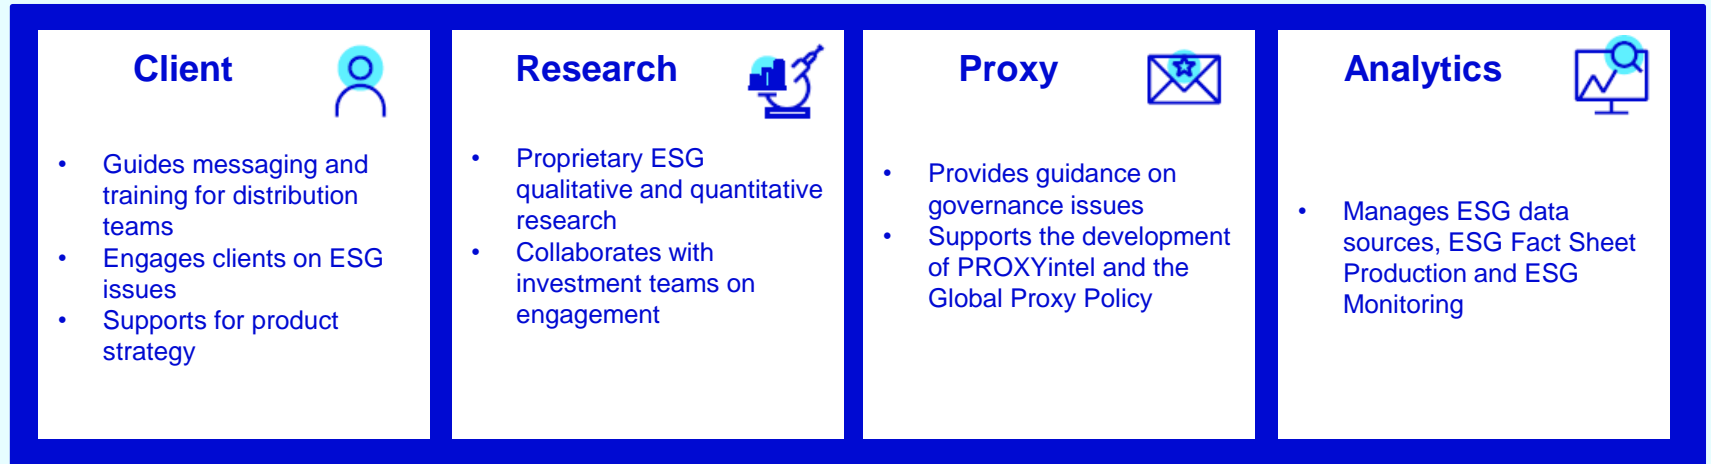 Client
• Guides messaging and
training for distribution
teams
• Engages clients on ESG
issues
• Supports for product
strategy
Research
• Proprietary ESG
qualitative and quantitative
research
• Collaborates with
investment teams on
engagement
Proxy
• Provides guidance on
governance issues
• Supports the development
of PROXYintel and the
Global Proxy Policy
Analytics
• Manages ESG data
sources, ESG Fact Sheet
Production and ESG
Monitoring